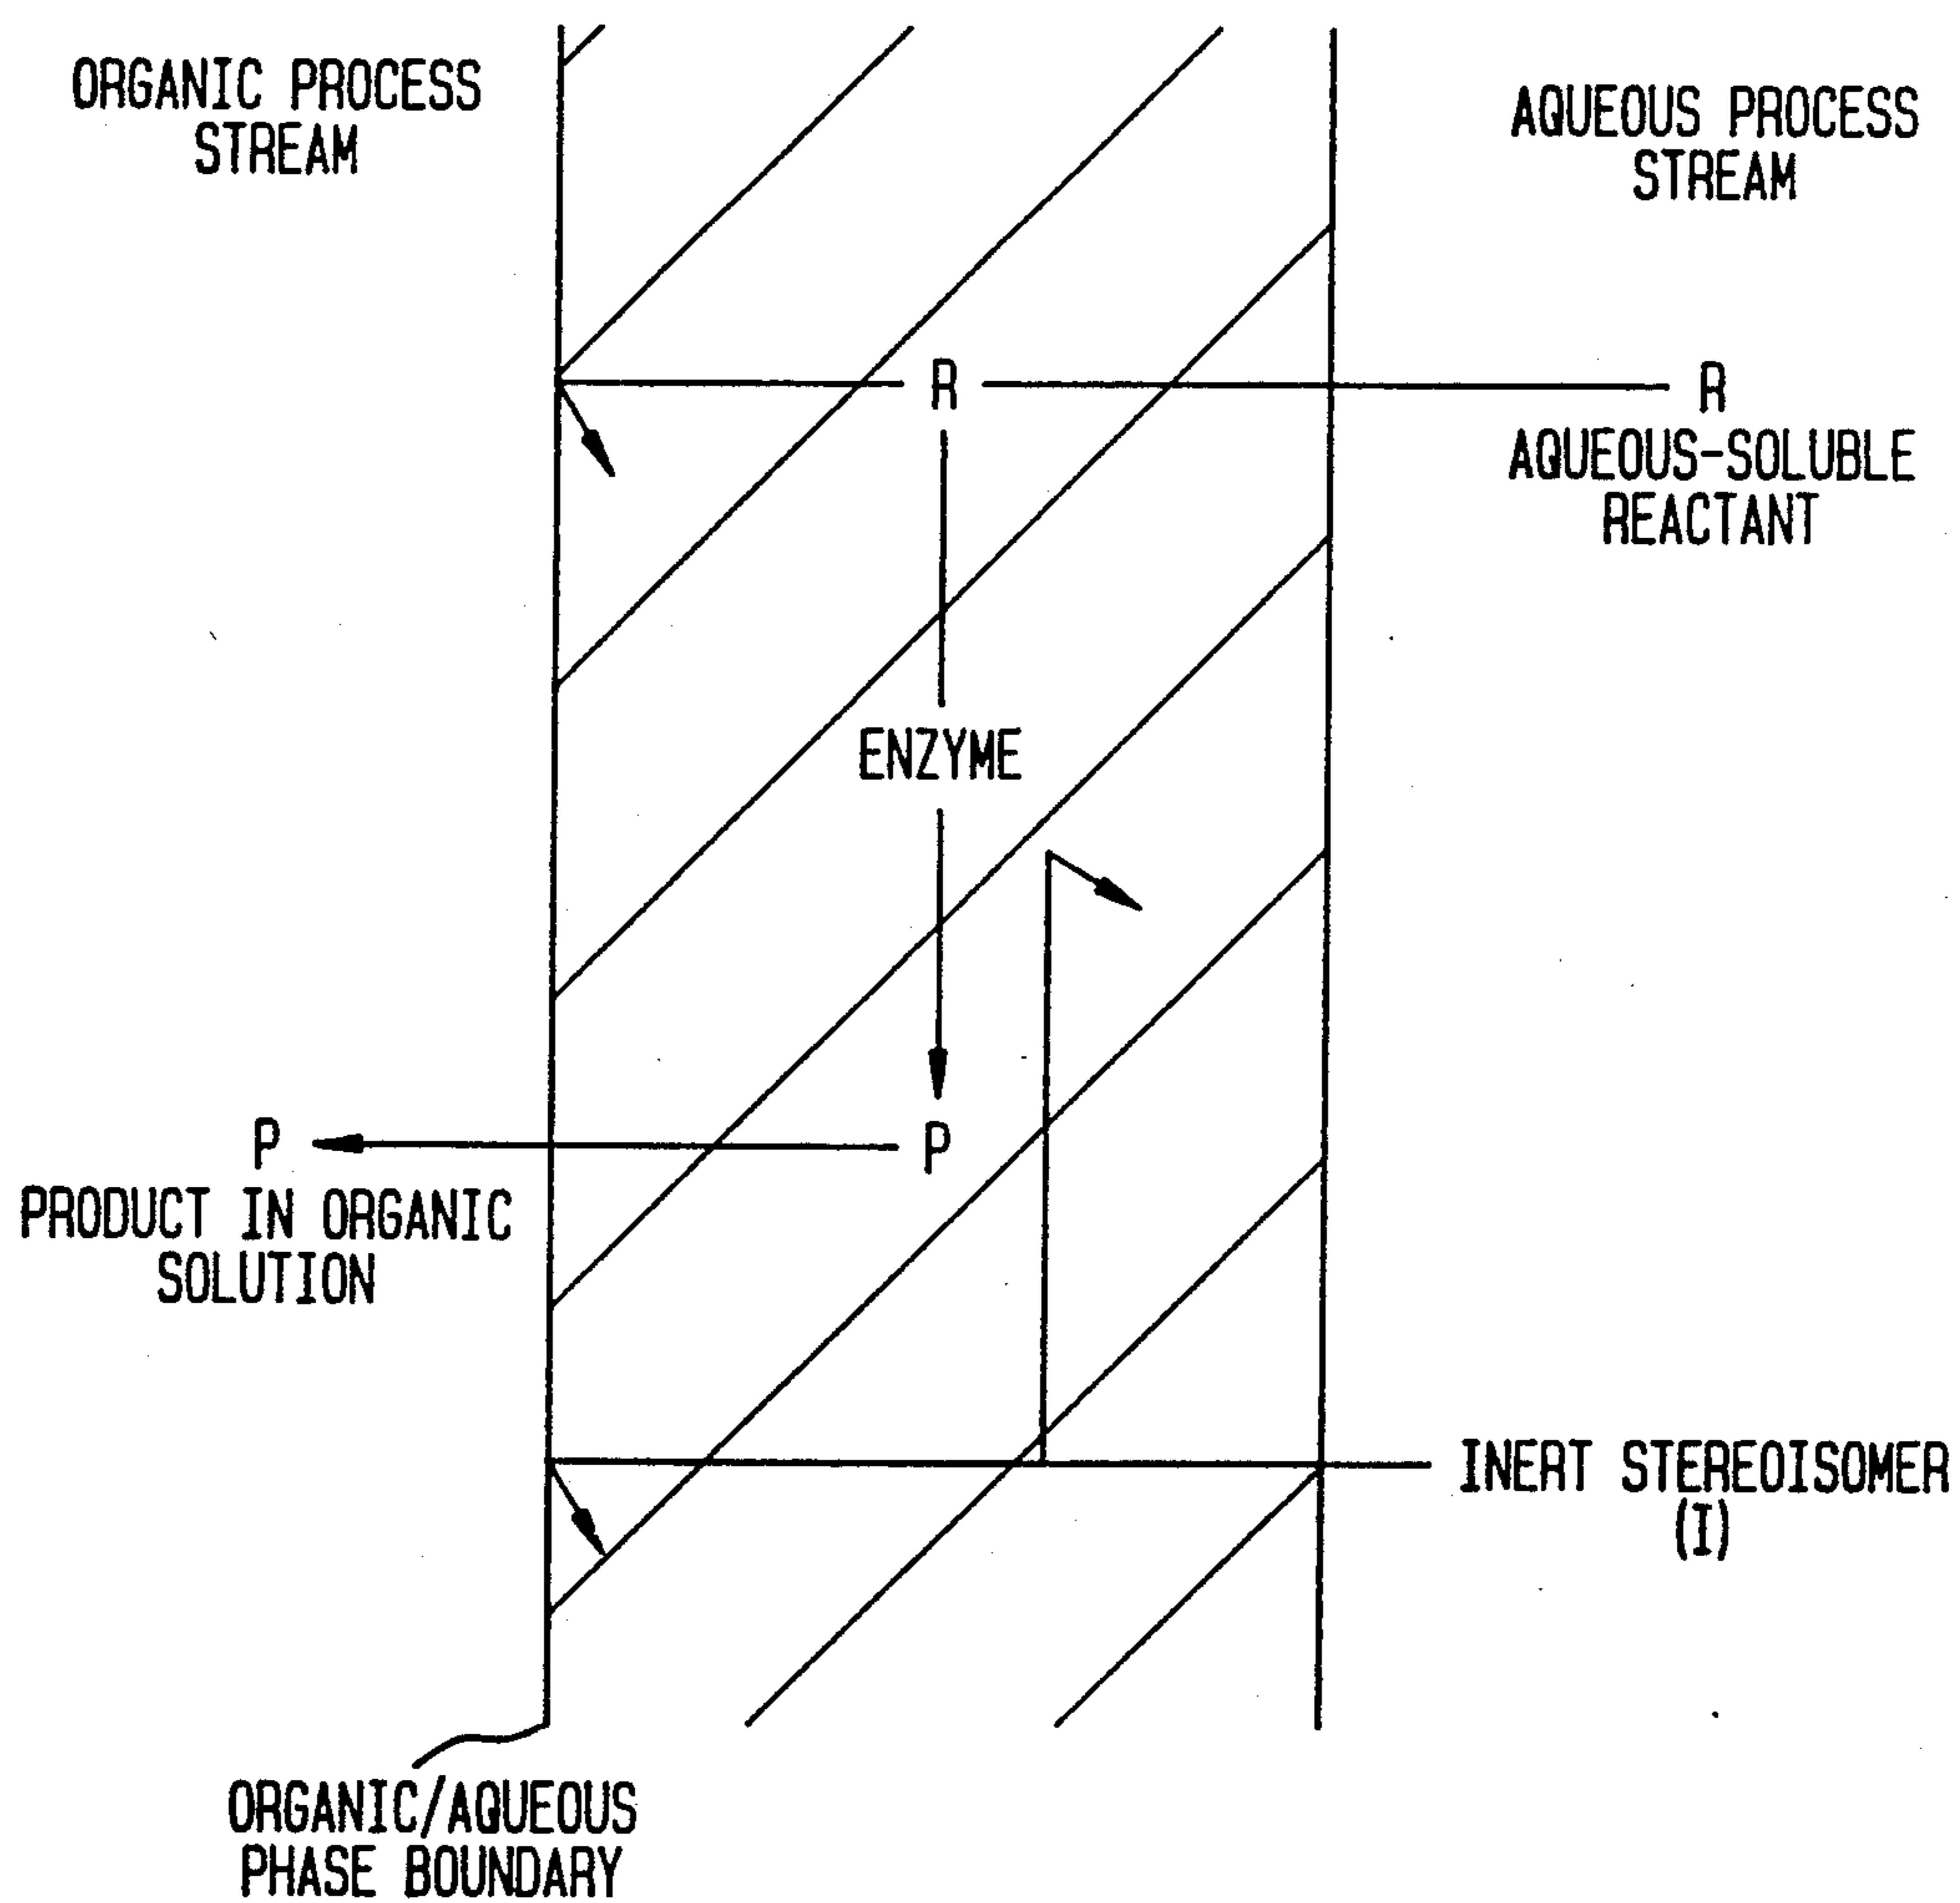 ORGANIC PROCESS
STREAM
AQUEOUS PROCESS
STREAM
R
R
AQUEOUS-SOLUBLE
REACTANT
ENZYME
P
P
PRODUCT IN ORGANIC
SOLUTION
INERT STEREOISOMER
(I)
ORGANIC/AQUEOUS
PHASE BOUNDARY